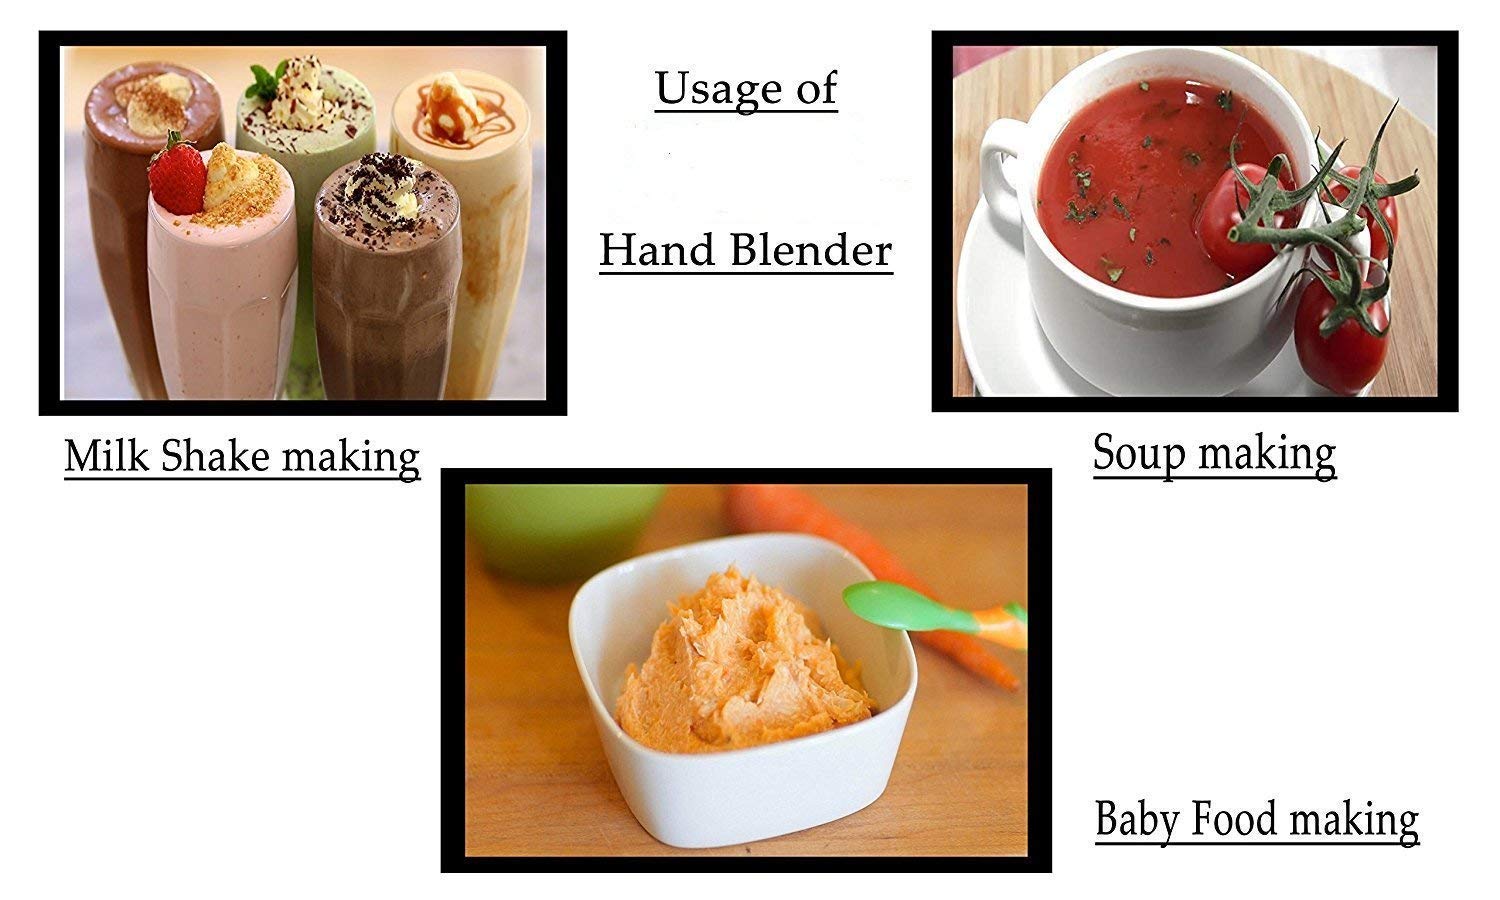 Usage of
Hand Blender
Milk Shake making
Soup making
Baby Food making